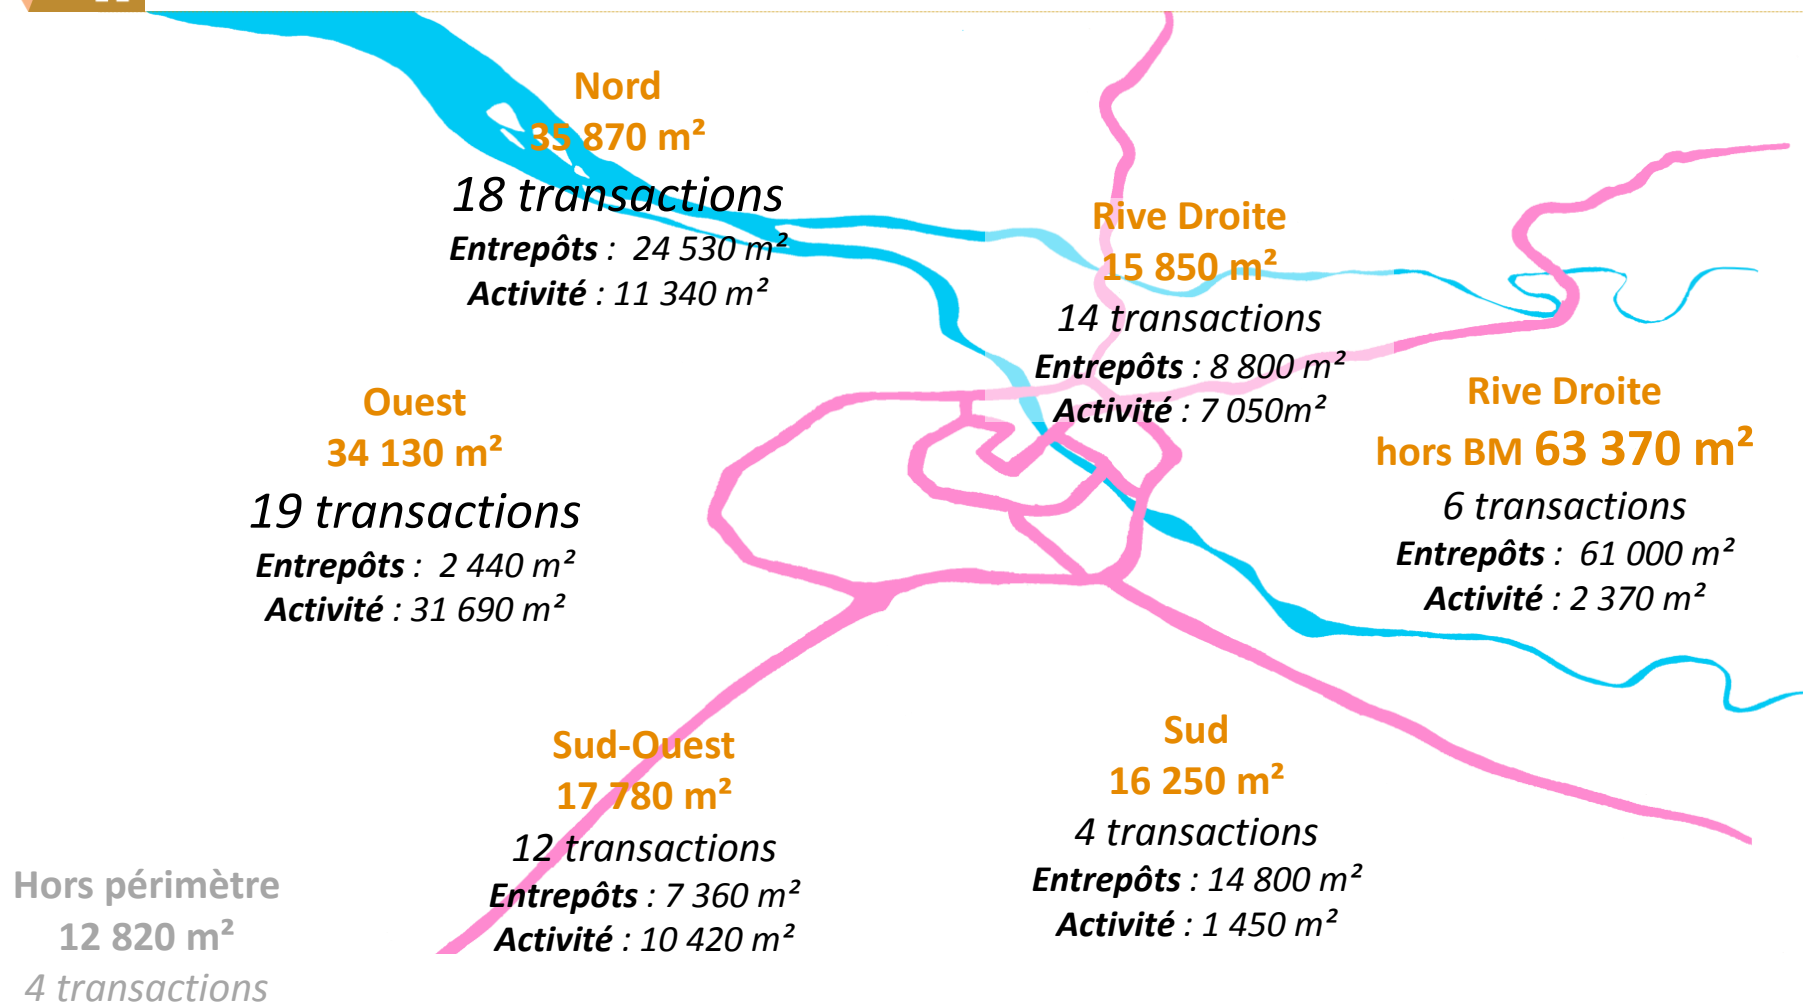 Nord
35 870 m²
18 transactions
Entrepôts :  24 530 m²
Activité : 11 340 m²
Rive Droite
15 850 m²
14 transactions
Entrepôts : 8 800 m²
Activité : 7 050m²
Ouest
34 130 m²
19 transactions
Entrepôts :  2 440 m²
Activité : 31 690 m²
Rive Droite
hors BM 63 370 m²
6 transactions
Entrepôts :  61 000 m²
Activité : 2 370 m²
Sud-Ouest
17 780 m²
12 transactions
Entrepôts : 7 360 m²
Activité : 10 420 m²
Sud
16 250 m²
4 transactions
Entrepôts : 14 800 m²
Activité : 1 450 m²
Hors périmètre
12 820 m²
4 transactions